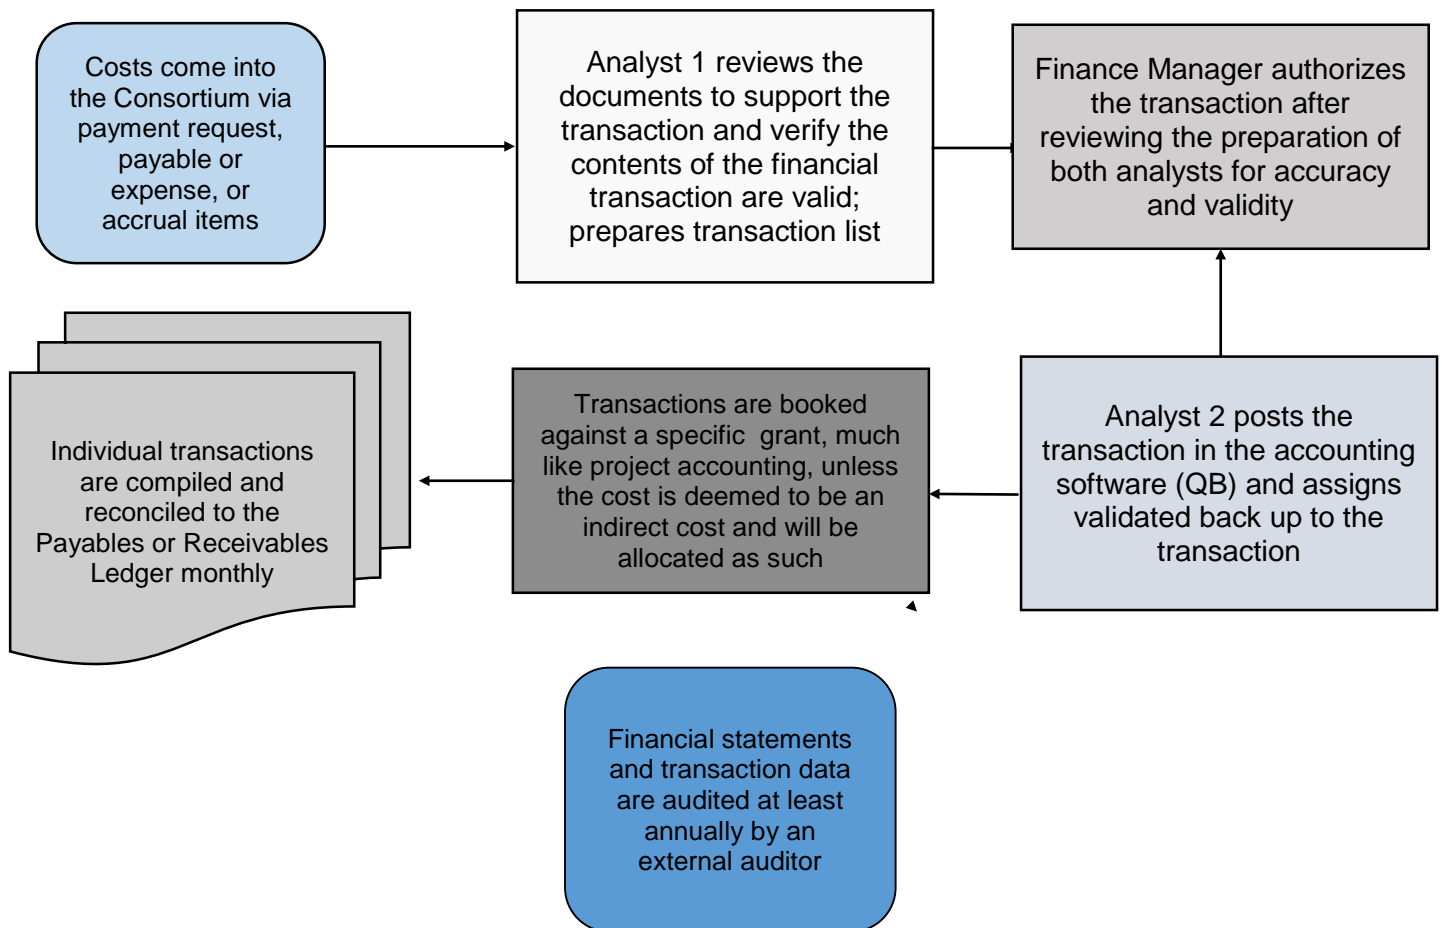 Costs come into
the Consortium via
payment request,
payable or
expense, or
accrual items
Analyst 1 reviews the
documents to support the
transaction and verify the
contents of the financial
transaction are valid;
prepares transaction list
Finance Manager authorizes
the transaction after
reviewing the preparation of
both analysts for accuracy
and validity
Individual transactions
are compiled and
reconciled to the
Payables or Receivables
Ledger monthly
Transactions are booked
against a specific  grant, much
like project accounting, unless
the cost is deemed to be an
indirect cost and will be
allocated as such
Analyst 2 posts the
transaction in the accounting
software (QB) and assigns
validated back up to the
transaction
Financial statements
and transaction data
are audited at least
annually by an
external auditor